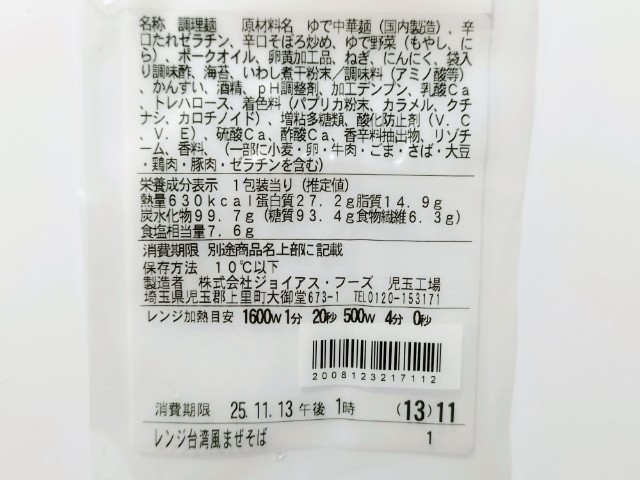 名称 調理麺 原材料名 ゆで中華麺(国内製造)、辛
口たれゼラチン、辛口そぼろ炒め、ゆで野菜(もやし、に
ら)、ポークオイル、卵黄加工品、ねぎ、にんにく、袋入
り調味酢、海苔、いわし煮干粉末/調味料(アミノ酸等)
、かんすい、酒精、pH調整剤、加工デンプン、乳酸Ca
、トレハロース、着色料(パプリカ粉末、カラメル、クチ
ナシ、カロチノイド)、増粘多糖類、酸化防止剤(V.C
、V.E)、硫酸Ca、酢酸Ca、香辛料抽出物、リゾチ
ーム、香料、(一部に小麦・卵・牛肉・ごま・さば・大豆
・鶏肉・豚肉・ゼラチンを含む)
栄養成分表示 1包装当り(推定値)
熱量630kcal蛋白質27.2g脂質14.9g
炭水化物99.7g(糖質93.4g食物繊維6.3g)
食塩相当量7.6g
消費期限 別途商品名上部に記載
保存方法 10℃以下
製造者 株式会社ジョイアス・フーズ 児玉工場
埼玉県児玉郡上里町大御堂673-1 TEL0120-153171
レンジ加熱目安 1600W 1分 20秒 500W 4分 0秒
2008123217112
消費期限 25.11.13 午後 1時 (13)11
レンジ台湾風まぜそば 1